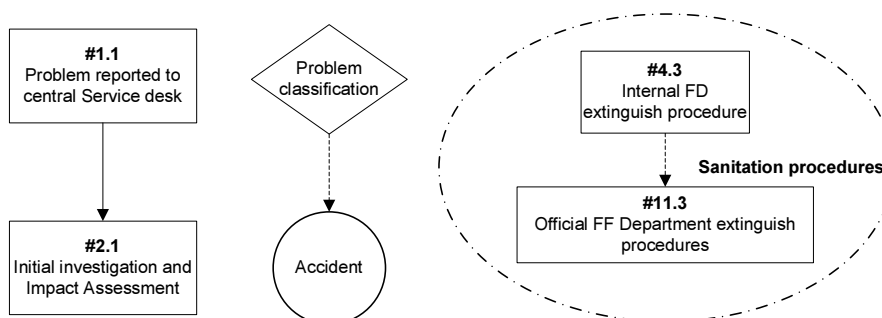 #1.1
Problem reported to
central Service desk
#2.1
Initial investigation and
Impact Assessment
Problem
classification
Accident
#4.3
Internal FD
extinguish procedure
Sanitation procedures
#11.3
Official FF Department extinguish
procedures